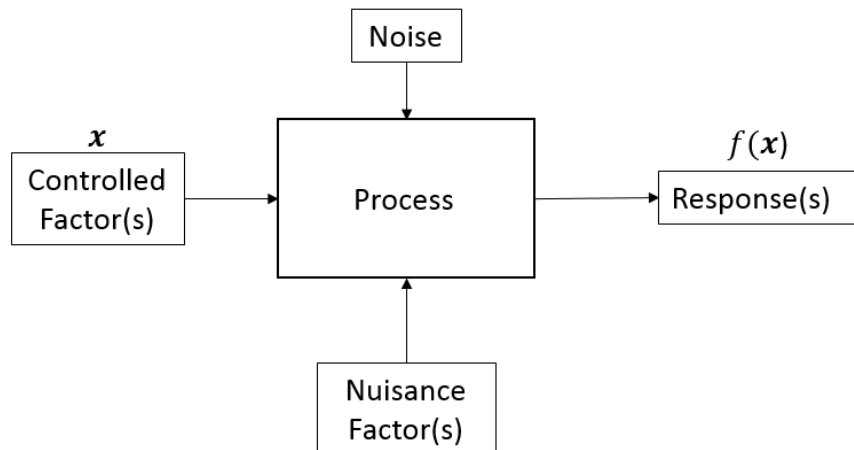 Noise
x
f(x)
Controlled
Factor(s)
Process
Response(s)
Nuisance
Factor(s)